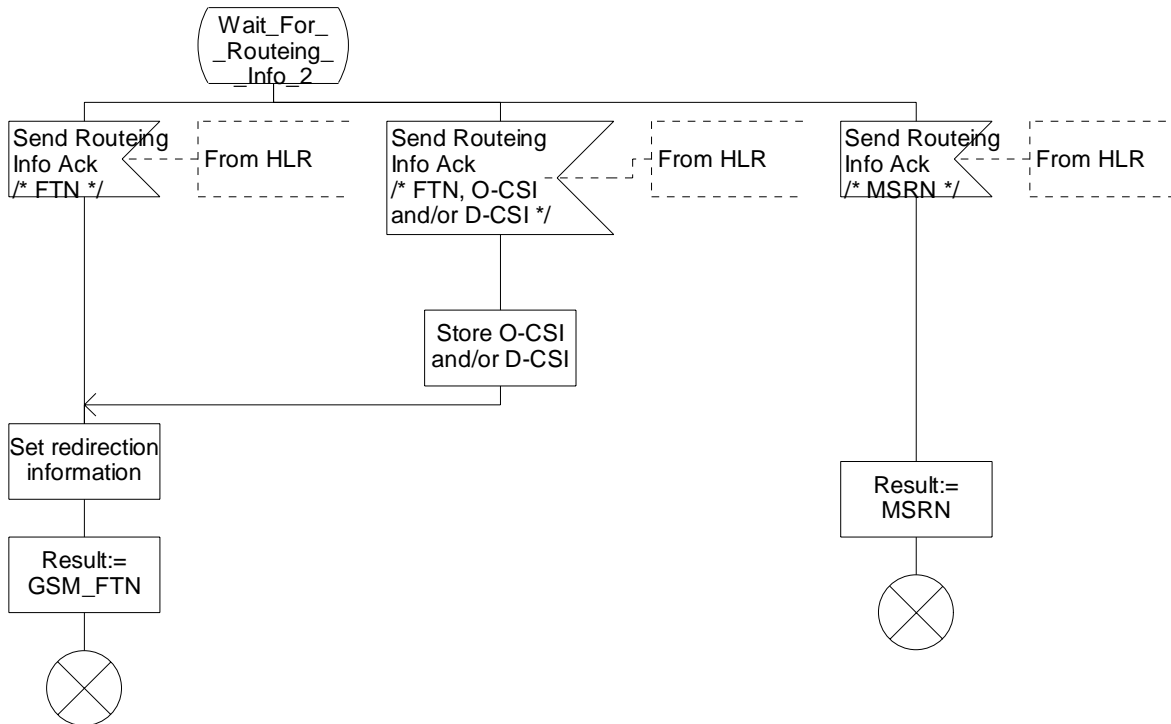 Wait_For_
_Routeing_
_Info_2
Send Routeing
Info Ack
/* FTN */
From HLR
Send Routeing
Info Ack
/* FTN, O-CSI
and/or D-CSI */
From HLR
Send Routeing
Info Ack
/* MSRN */
From HLR
Store O-CSI
and/or D-CSI
Set redirection
information
Result:=
MSRN
Result:=
GSM_FTN